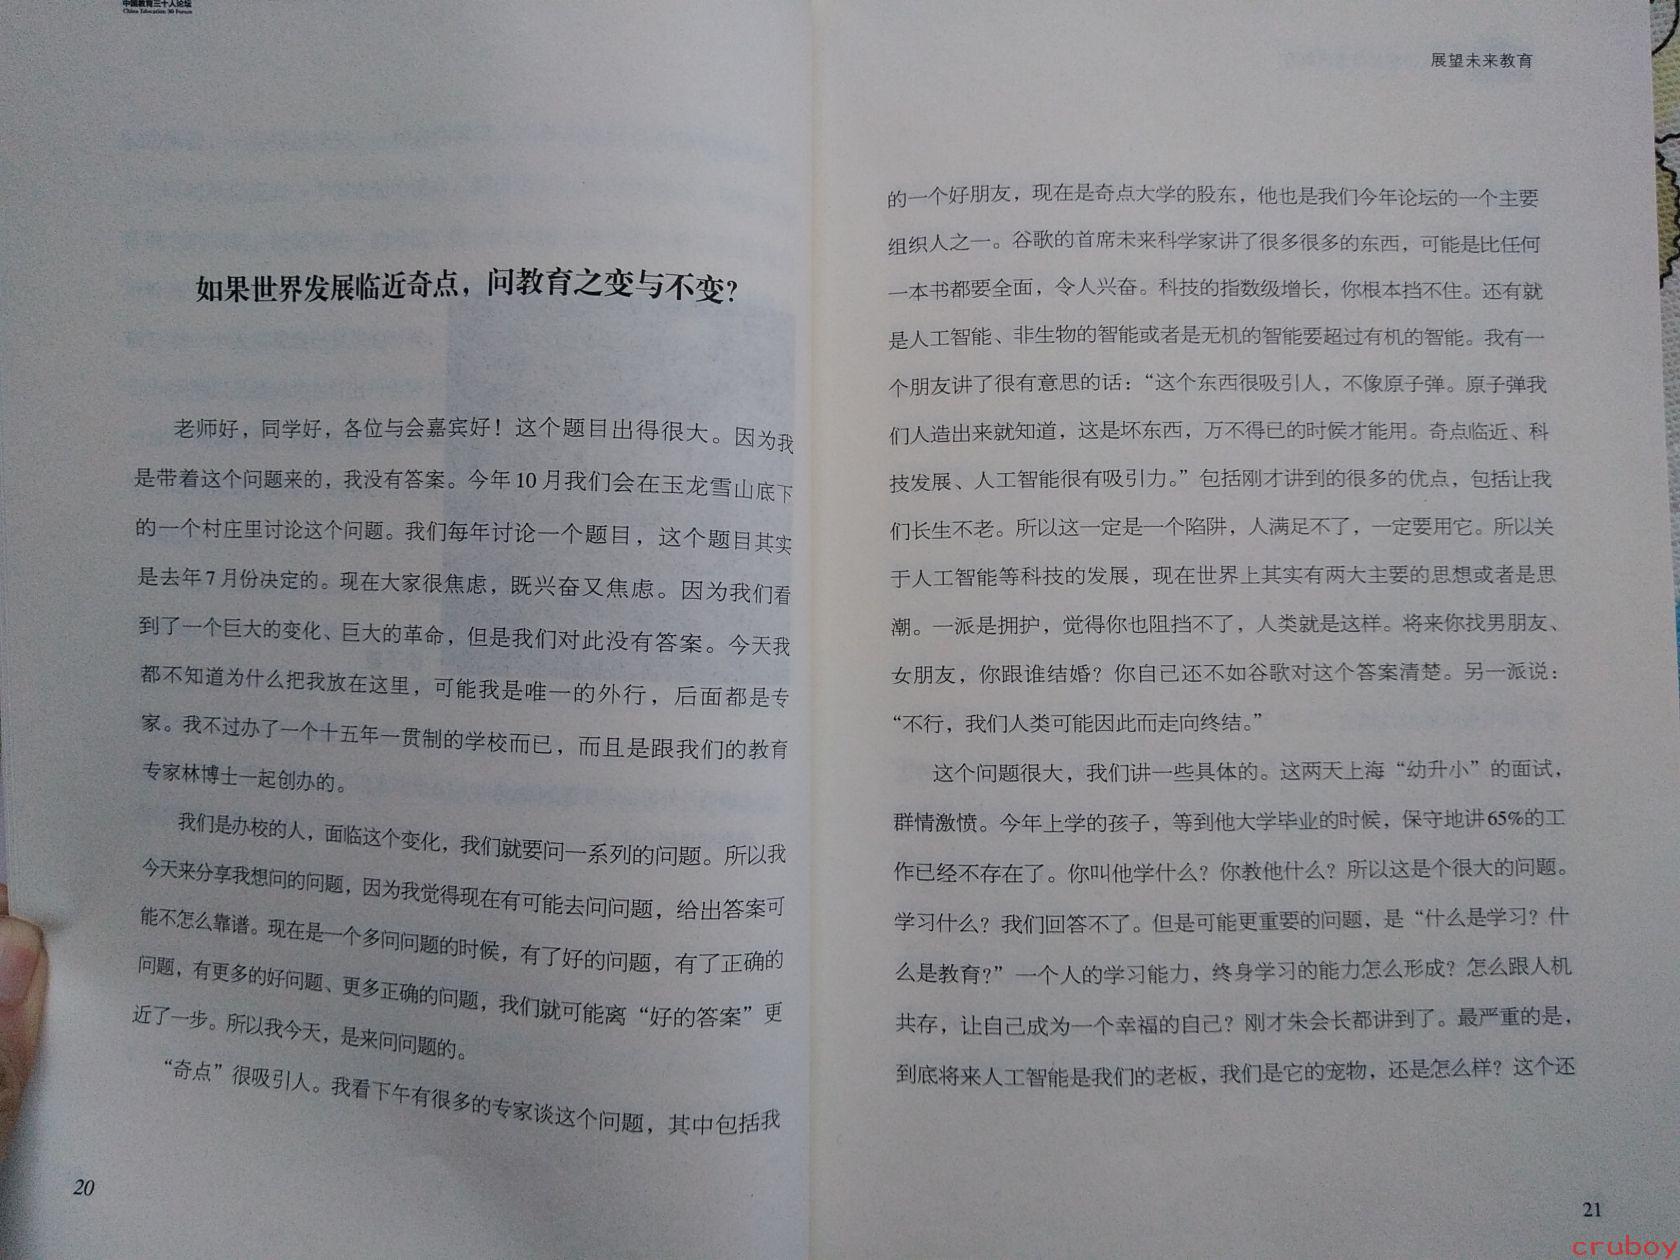 中国教育三十人论坛
China Education 30 Forum
如果世界发展临近奇点，问教育之变与不变？
老师好，同学好，各位与会嘉宾好！这个题目出得很大。因为我
是带着这个问题来的，我没有答案。今年 10 月我们会在玉龙雪山底下
的一个村庄里讨论这个问题。我们每年讨论一个题目，这个题目其实
是去年 7 月份决定的。现在大家很焦虑，既兴奋又焦虑。因为我们看
到了一个巨大的变化、巨大的革命，但是我们对此没有答案。今天我
都不知道为什么把我放在这里，可能我是唯一的外行，后面都是专
家。我不过办了一个十五年一贯制的学校而已，而且是跟我们的教育
专家林博士一起创办的。
我们是办校的人，面临这个变化，我们就要问一系列的问题。所以我
今天来分享我想问的问题，因为我觉得现在有可能去问问题，给出答案可
能不怎么靠谱。现在是一个多问问题的时候，有了好的问题，有了正确的
问题，有更多的好问题、更多正确的问题，我们就可能离“好的答案”更
近了一步。所以我今天，是来问问题的。
“奇点”很吸引人。我看下午有很多的专家谈这个问题，其中包括我
20
展望未来教育
的一个好朋友，现在是奇点大学的股东，他也是我们今年论坛的一个主要
组织人之一。谷歌的首席未来科学家讲了很多很多的东西，可能是比任何
一本书都要全面，令人兴奋。科技的指数级增长，你根本挡不住。还有就
是人工智能、非生物的智能或者是无机的智能要超过有机的智能。我有一
个朋友讲了很有意思的话：“这个东西很吸引人，不像原子弹。原子弹我
们人造出来就知道，这是坏东西，万不得已的时候才能用。奇点临近、科
技发展、人工智能很有吸引力。”包括刚才讲到的很多的优点，包括让我
们长生不老。所以这一定是一个陷阱，人满足不了，一定要用它。所以关
于人工智能等科技的发展，现在世界上其实有两大主要的思想或者是思
潮。一派是拥护，觉得你也阻挡不了，人类就是这样。将来你找男朋友、
女朋友，你跟谁结婚？你自己还不如谷歌对这个答案清楚。另一派说：
“不行，我们人类可能因此而走向终结。”
这个问题很大，我们讲一些具体的。这两天上海“幼升小”的面试，
群情激愤。今年上学的孩子，等到他大学毕业的时候，保守地讲 65%的工
作已经不存在了。你叫他学什么？你教他什么？所以这是个很大的问题。
学习什么？我们回答不了。但是可能更重要的问题，是“什么是学习？什
么是教育？”一个人的学习能力，终身学习的能力怎么形成？怎么跟人机
共存，让自己成为一个幸福的自己？刚才朱会长都讲到了。最严重的是，
到底将来人工智能是我们的老板，我们是它的宠物，还是怎么样？这个还
21
cruboy